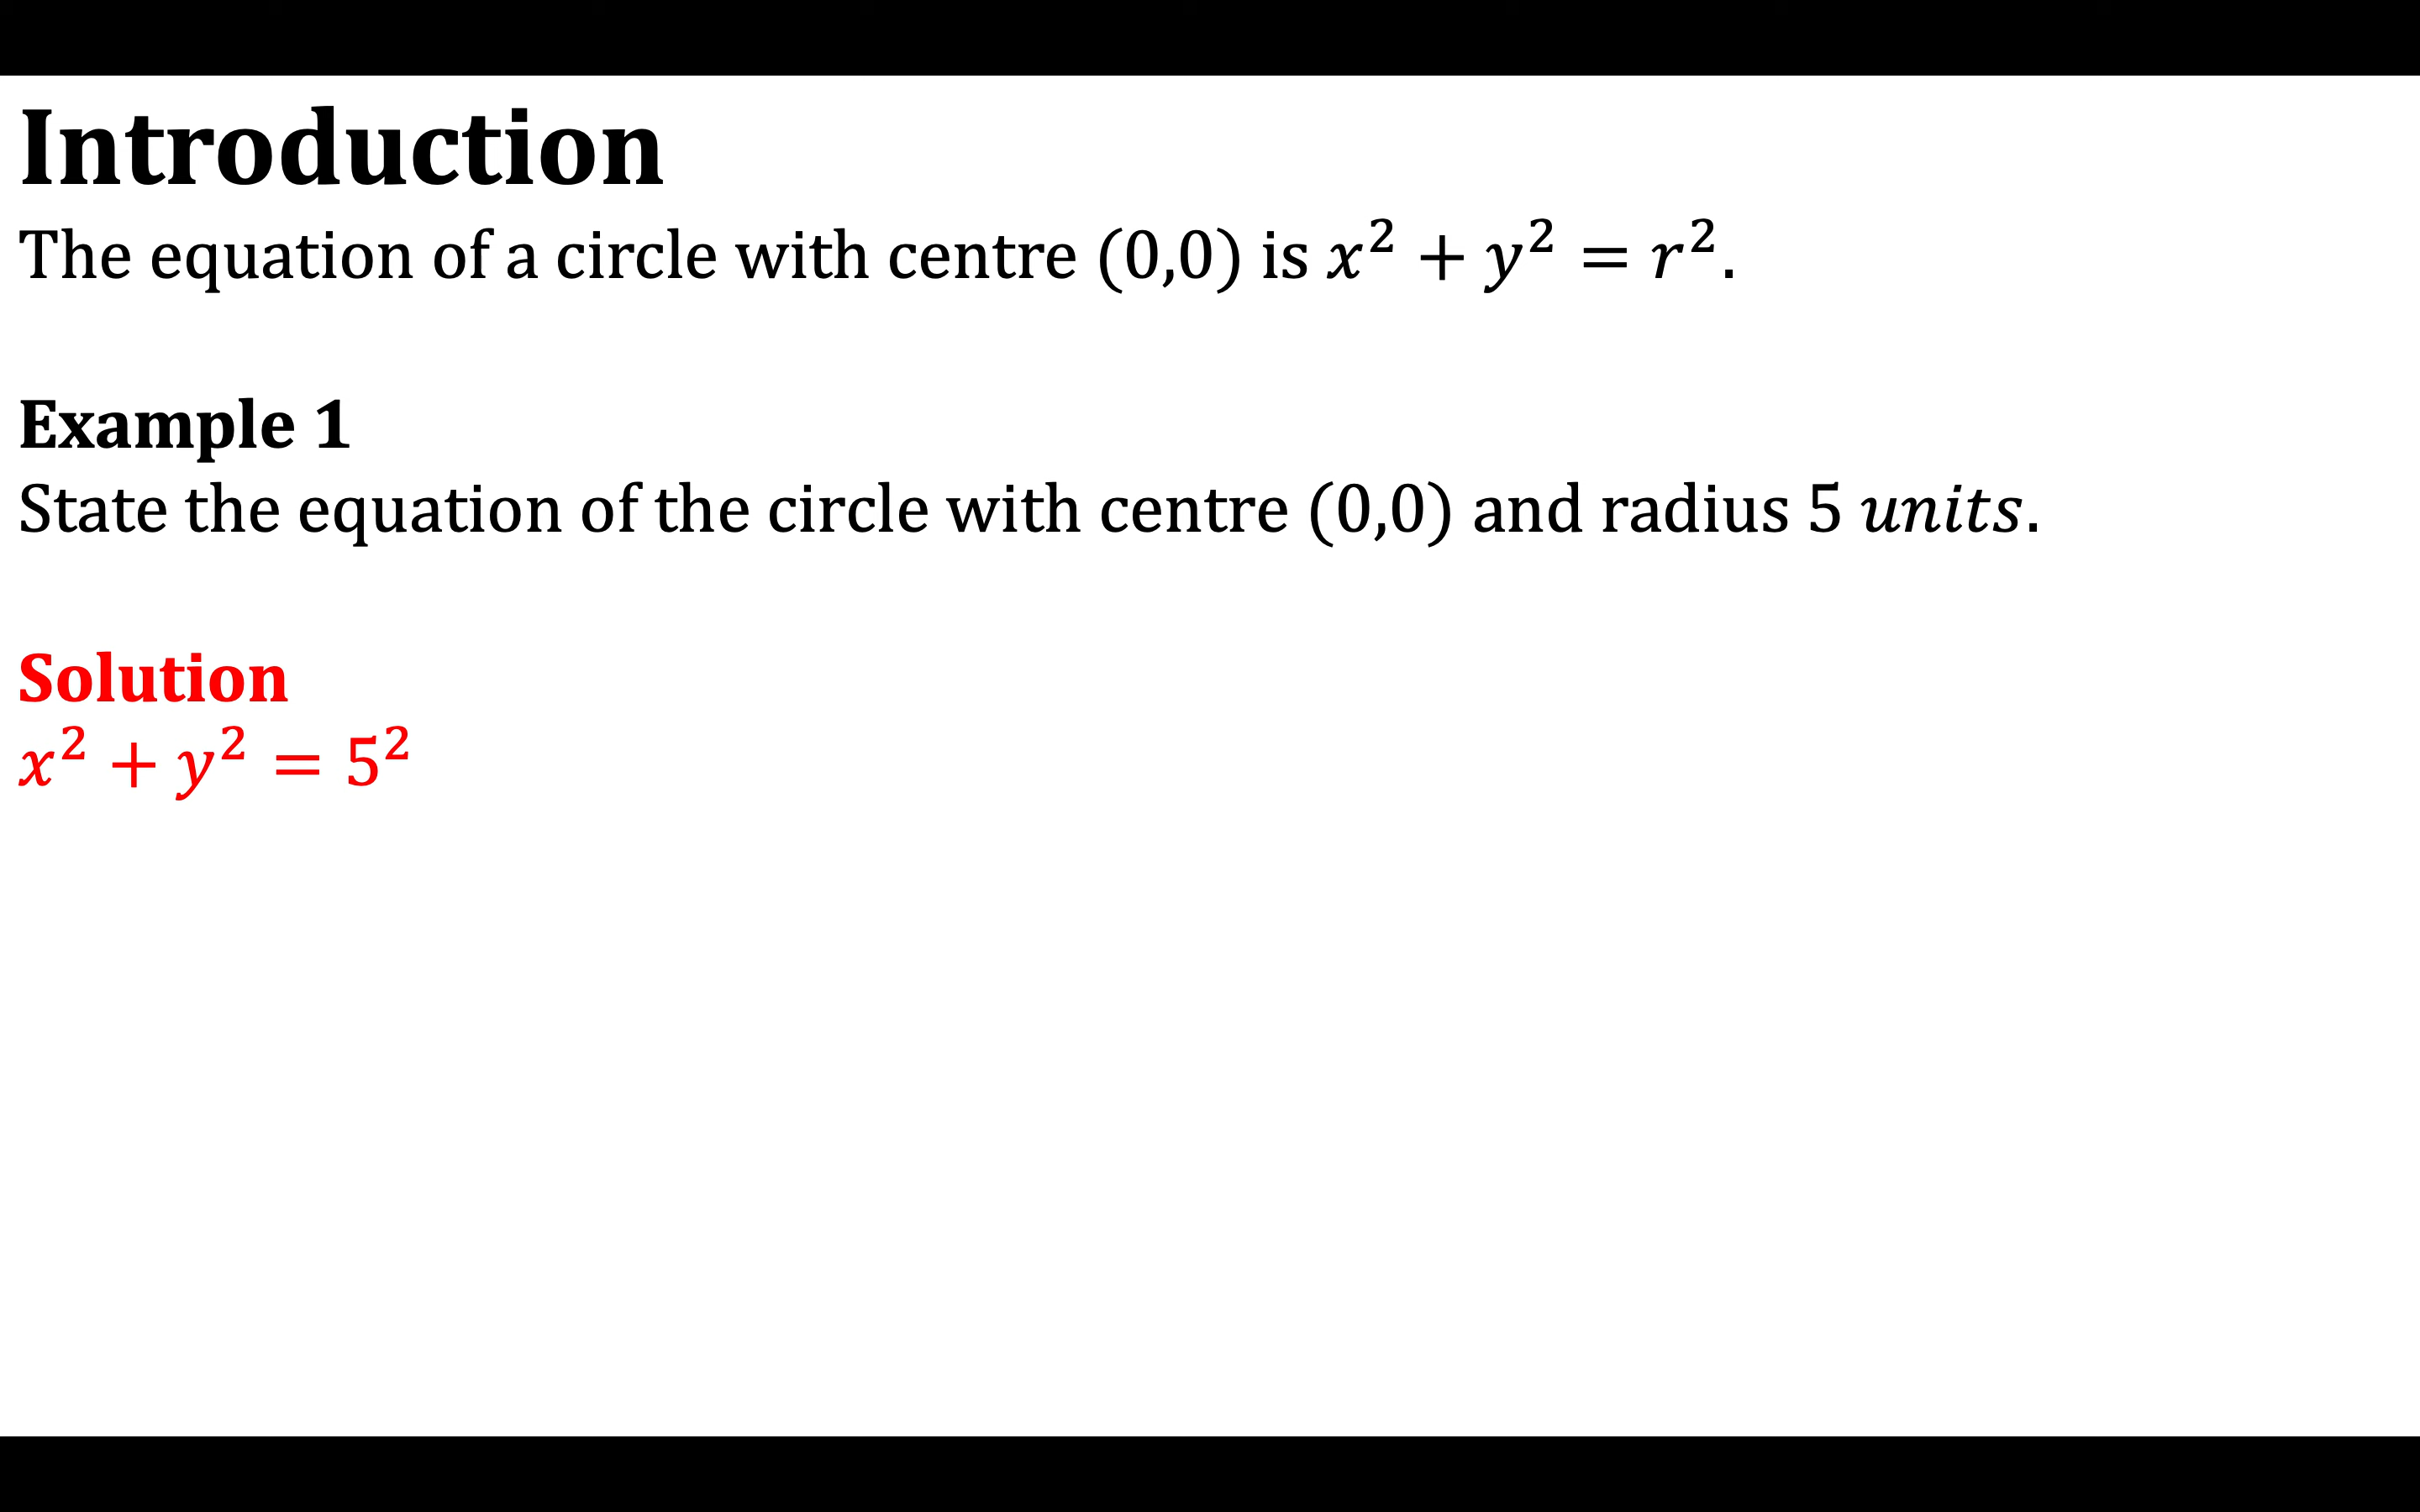 Introduction
The equation of a circle with centre (0,0) is x² + y² = r².
Example 1
State the equation of the circle with centre (0,0) and radius 5 units.
Solution
x² + y² = 5²